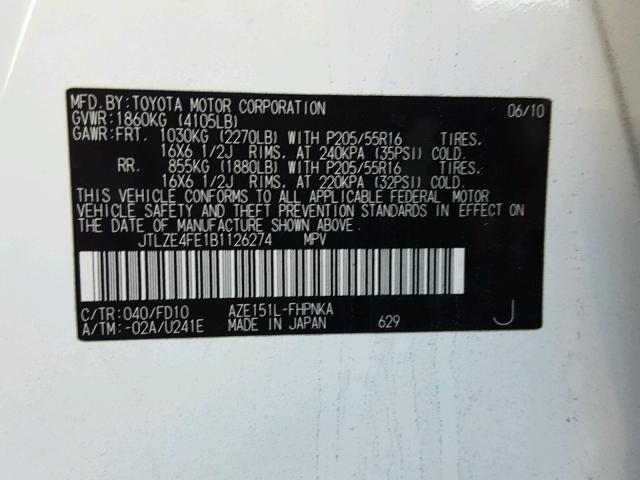 MFD.BY:TOYOTA MOTOR CORPORATION 06/10
GVWR:1860KG (4105LB)
GAWR:FRT. 1030KG (2270LB) WITH P205/55R16 TIRES,
16X6 1/2J RIMS, AT 240KPA (35PSI) COLD.
RR. 855KG (1880LB) WITH P205/55R16 TIRES,
16X6 1/2J RIMS, AT 220KPA (32PSI) COLD.
THIS VEHICLE CONFORMS TO ALL APPLICABLE FEDERAL MOTOR
VEHICLE SAFETY AND THEFT PREVENTION STANDARDS IN EFFECT ON
THE DATE OF MANUFACTURE SHOWN ABOVE.
JTLZE4FE1B1126274 MPV
C/TR:040/FD10 AZE151L-FHPNKA
A/TM:-02A/U241E MADE IN JAPAN 629 J